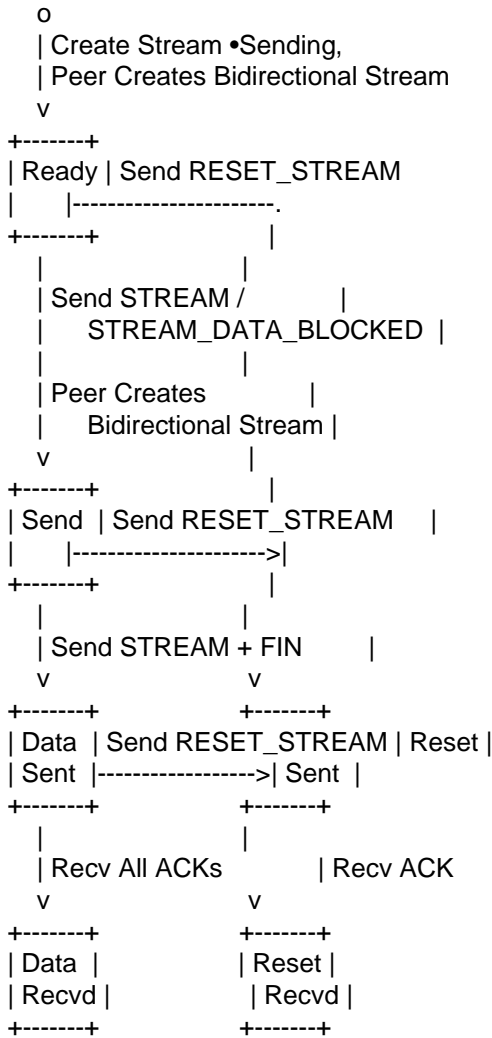 o
| Create Stream •Sending,
| Peer Creates Bidirectional Stream
v
+-------+
| Ready | Send RESET_STREAM
| |-----------------------.
+-------+ |
| |
| Send STREAM / |
| STREAM_DATA_BLOCKED |
| |
| Peer Creates |
| Bidirectional Stream |
v |
+-------+ |
| Send | Send RESET_STREAM |
| |---------------------->|
+-------+ |
| |
| Send STREAM + FIN |
v v
+-------+ +-------+
| Data | Send RESET_STREAM | Reset |
| Sent |------------------>| Sent |
+-------+ +-------+
| |
| Recv All ACKs | Recv ACK
v v
+-------+ +-------+
| Data | | Reset |
| Recvd | | Recvd |
+-------+ +-------+